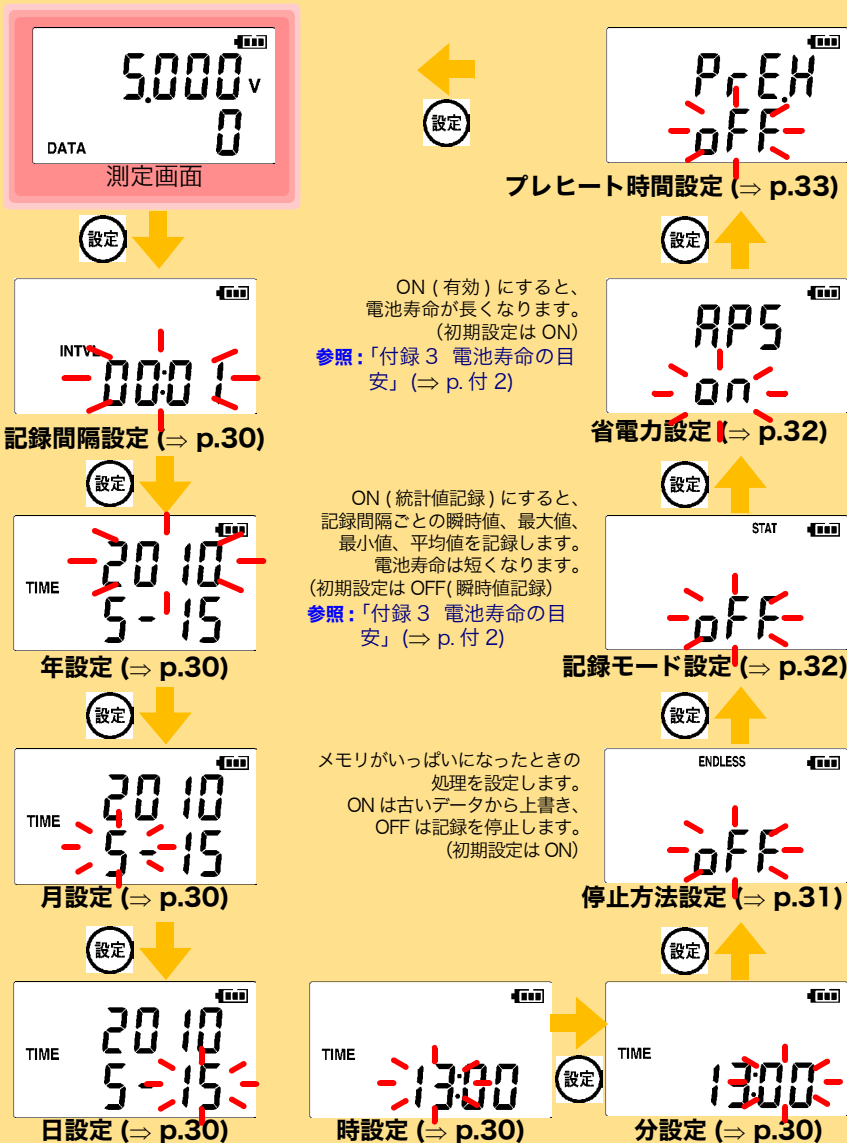 5.000 V
0
DATA
測定画面
設定
INTVL
00:01
記録間隔設定 (⇒ p.30)
設定
TIME
2010
5-15
年設定 (⇒ p.30)
設定
TIME
2010
5-15
月設定 (⇒ p.30)
設定
TIME
2010
5-15
日設定 (⇒ p.30)
TIME
13:00
時設定 (⇒ p.30)
設定
TIME
13:00
分設定 (⇒ p.30)
設定
ENDLESS
oFF
停止方法設定 (⇒ p.31)
メモリがいっぱいになったときの
処理を設定します。
ON は古いデータから上書き、
OFF は記録を停止します。
(初期設定は ON)
設定
STAT
oFF
記録モード設定 (⇒ p.32)
ON ( 統計値記録 ) にすると、
記録間隔ごとの瞬時値、最大値、
最小値、平均値を記録します。
電池寿命は短くなります。
(初期設定は OFF( 瞬時値記録)
参照 :「付録 3 電池寿命の目
安」(⇒ p. 付 2)
設定
APS
on
省電力設定 (⇒ p.32)
ON ( 有効 ) にすると、
電池寿命が長くなります。
(初期設定は ON)
参照 :「付録 3 電池寿命の目
安」(⇒ p. 付 2)
設定
PrE.H
oFF
プレヒート時間設定 (⇒ p.33)
設定